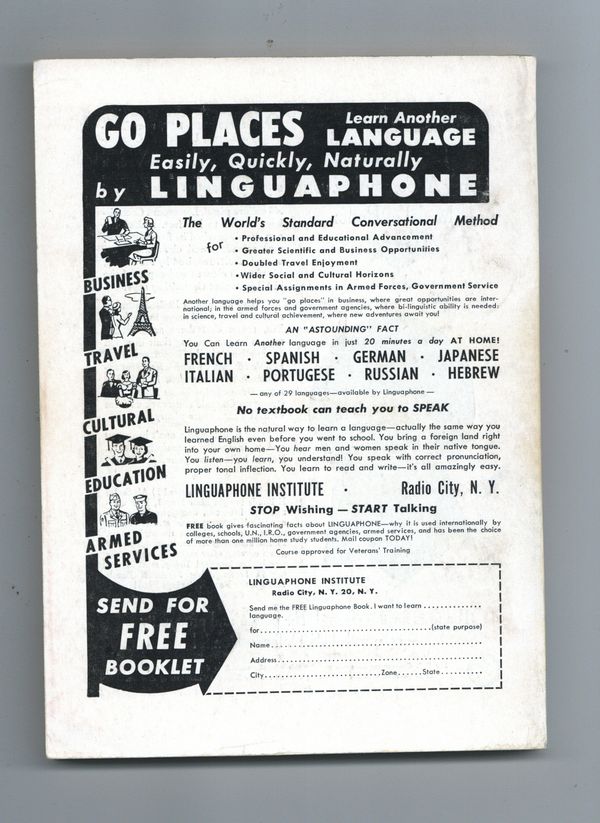 GO PLACES Learn Another LANGUAGE
Easily, Quickly, Naturally
by LINGUAPHONE
The World's Standard Conversational Method
for
• Professional and Educational Advancement
• Greater Scientific and Business Opportunities
• Doubled Travel Enjoyment
• Wider Social and Cultural Horizons
• Special Assignments in Armed Forces, Government Service
BUSINESS
TRAVEL
CULTURAL
EDUCATION
ARMED SERVICES
Another language helps you "go places" in business, where great opportunities are inter-
national; in the armed forces and government agencies, where bi-linguistic ability is needed;
in science, travel and cultural achievement, where new adventures await you!
AN "ASTOUNDING" FACT
You Can Learn Another language in just 20 minutes a day AT HOME!
FRENCH · SPANISH · GERMAN · JAPANESE
ITALIAN · PORTUGESE · RUSSIAN · HEBREW
— any of 29 languages—available by Linguaphone —
No textbook can teach you to SPEAK
Linguaphone is the natural way to learn a language—actually the same way you
learned English even before you went to school. You bring a foreign land right
into your own home—You hear men and women speak in their native tongue.
You listen—you learn, you understand! You speak with correct pronunciation,
proper tonal inflection. You learn to read and write—it's all amazingly easy.
LINGUAPHONE INSTITUTE · Radio City, N. Y.
STOP Wishing — START Talking
FREE book gives fascinating facts about LINGUAPHONE—why it is used internationally by
colleges, schools, U.N., I.R.O., government agencies, armed services, and has been the choice
of more than one million home study students. Mail coupon TODAY!
Course approved for Veterans' Training
SEND FOR
FREE
BOOKLET
LINGUAPHONE INSTITUTE
Radio City, N. Y. 20, N. Y.
Send me the FREE Linguaphone Book. I want to learn ..............
language.
for..........................................(state purpose)
Name..................................................
Address...............................................
City..........................,Zone......,State..........